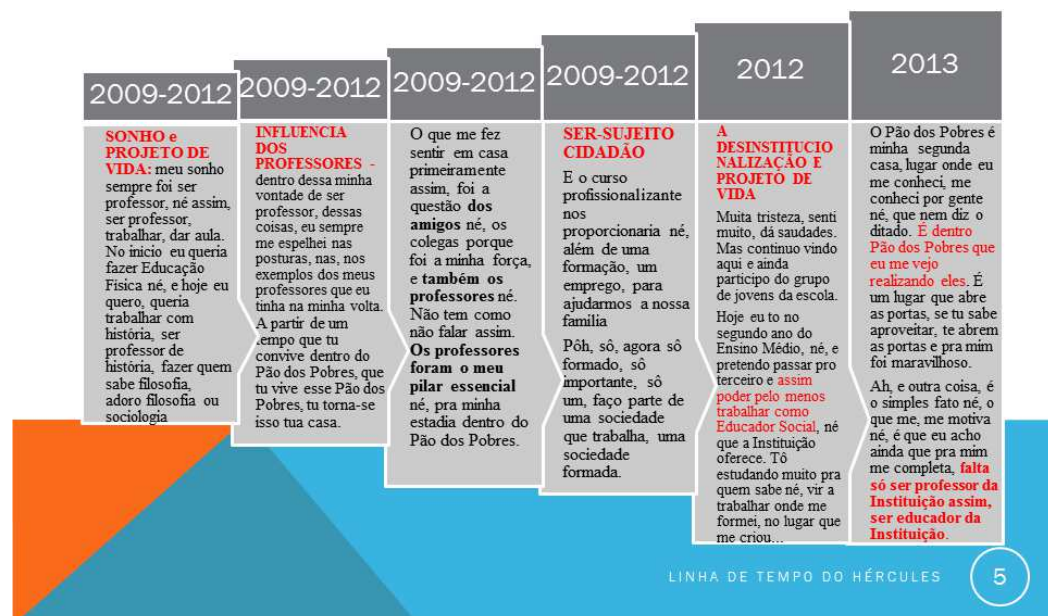 2009-2012
SONHO e
PROJETO DE
VIDA: meu sonho
sempre foi ser
professor, né assim,
ser professor,
trabalhar, dar aula.
No inicio eu queria
fazer Educação
Física né, e hoje eu
quero, queria
trabalhar com
história, ser
professor de
história, fazer quem
sabe filosofia,
adoro filosofia ou
sociologia
2009-2012
INFLUENCIA
DOS
PROFESSORES -
dentro dessa minha
vontade de ser
professor, dessas
coisas, eu sempre
me espelhei nas
posturas, nas, nos
exemplos dos meus
professores que eu
tinha na minha volta.
A partir de um
tempo que tu
convive dentro do
Pão dos Pobres, que
tu vive esse Pão dos
Pobres, tu torna-se
isso tua casa.
2009-2012
O que me fez
sentir em casa
primeiramente
assim, foi a
questão dos
amigos né, os
colegas porque
foi a minha força,
e também os
professores né.
Não tem como
não falar assim.
Os professores
foram o meu
pilar essencial
né, pra minha
estadia dentro do
Pão dos Pobres.
2009-2012
SER-SUJEITO
CIDADÃO
E o curso
profissionalizante
nos
proporcionaria né,
além de uma
formação, um
emprego, para
ajudarmos a nossa
família
Pôh, sô, agora sô
formado, sô
importante, sô
um, faço parte de
uma sociedade
que trabalha, uma
sociedade
formada.
2012
A
DESINSTITUCIO
NALIZAÇÃO E
PROJETO DE
VIDA
Muita tristeza, senti
muito, dá saudades.
Mas continuo vindo
aqui e ainda
participo do grupo
de jovens da escola.
Hoje eu to no
segundo ano do
Ensino Médio, né, e
pretendo passar pro
terceiro e assim
poder pelo menos
trabalhar como
Educador Social, né
que a Instituição
oferece. Tô
estudando muito pra
quem sabe né, vir a
trabalhar onde me
formei, no lugar que
me criou...
2013
O Pão dos Pobres é
minha segunda
casa, lugar onde eu
me conheci, me
conheci por gente
né, que nem diz o
ditado. É dentro
Pão dos Pobres que
eu me vejo
realizando eles. É
um lugar que abre
as portas, se tu sabe
aproveitar, te abrem
as portas e pra mim
foi maravilhoso.
Ah, e outra coisa, é
o simples fato né, o
que me, me motiva
né, é que eu acho
ainda que pra mim
me completa, falta
só ser professor da
Instituição assim,
ser educador da
Instituição.
LINHA DE TEMPO DO HÉRCULES
5